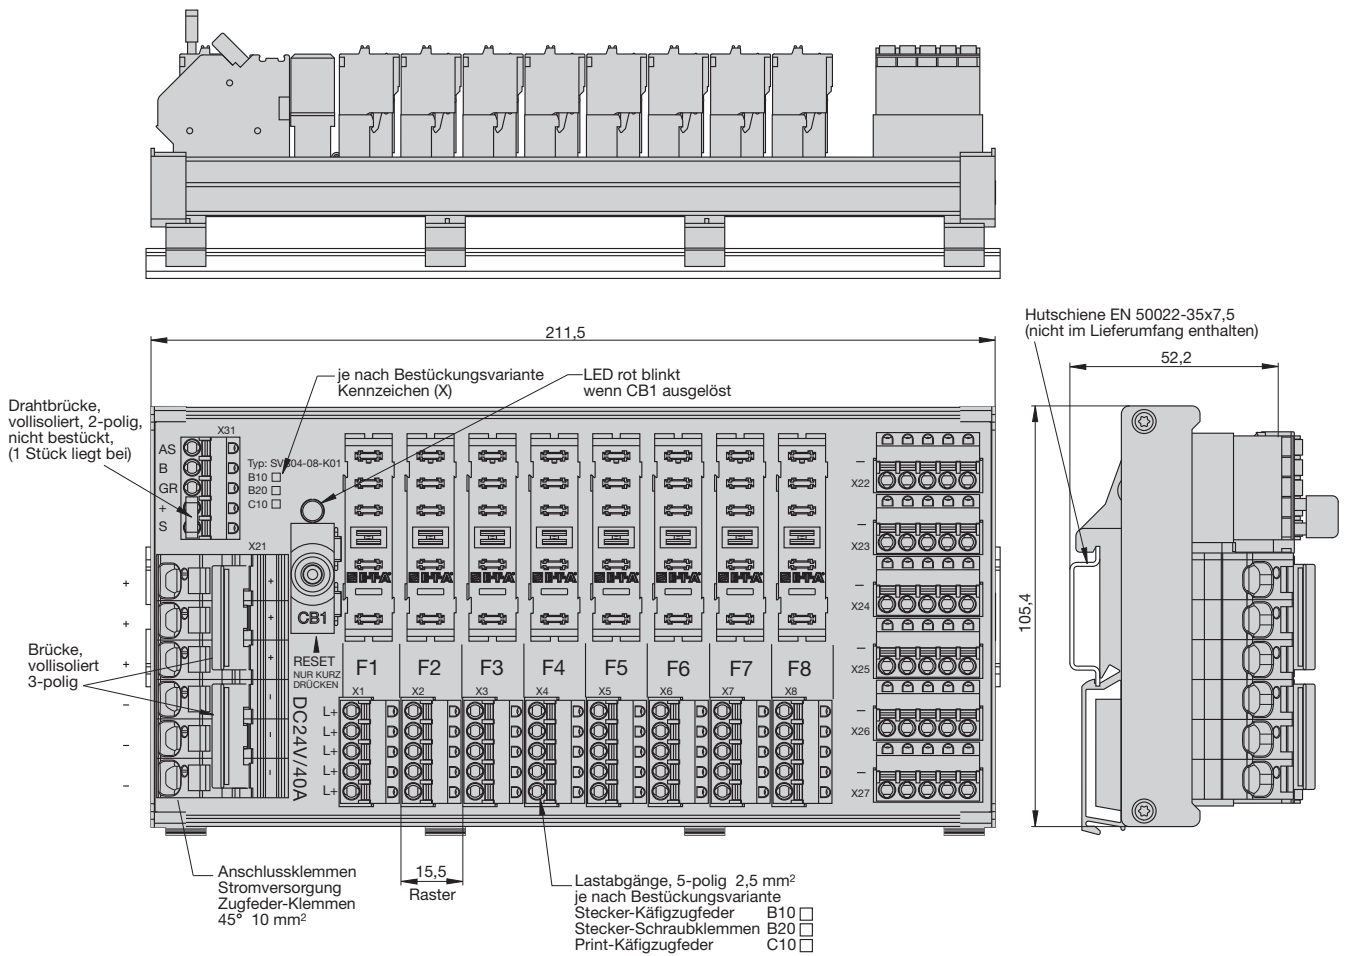 211,5
Hutschiene EN 50022-35x7,5
(nicht im Lieferumfang enthalten)
52,2
105,4
je nach Bestückungsvariante
Kennzeichen (X)
LED rot blinkt
wenn CB1 ausgelöst
Drahtbrücke,
vollisoliert, 2-polig,
nicht bestückt,
(1 Stück liegt bei)
X31
AS
B
GR
+
S
Typ: SVS04-08-K01
B10
B20
C10
X21
+
+
+
-
-
-
+
+
+
-
-
-
Brücke,
vollisoliert
3-polig
CB1
RESET
NUR KURZ
DRÜCKEN
DC24V/40A
E-T-A E-T-A E-T-A E-T-A E-T-A E-T-A E-T-A E-T-A
F1 F2 F3 F4 F5 F6 F7 F8
X1 X2 X3 X4 X5 X6 X7 X8
L+
L+
L+
L+
L+
–
X22
–
X23
–
X24
–
X25
–
X26
–
X27
Anschlussklemmen
Stromversorgung
Zugfeder-Klemmen
45° 10 mm²
15,5
Raster
Lastabgänge, 5-polig 2,5 mm²
je nach Bestückungsvariante
Stecker-Käfigzugfeder B10
Stecker-Schraubklemmen B20
Print-Käfigzugfeder C10